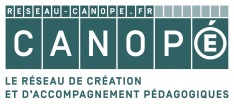 RESEAU-CANOPE.FR
CANOPÉ
LE RÉSEAU DE CRÉATION
ET D'ACCOMPAGNEMENT PÉDAGOGIQUES